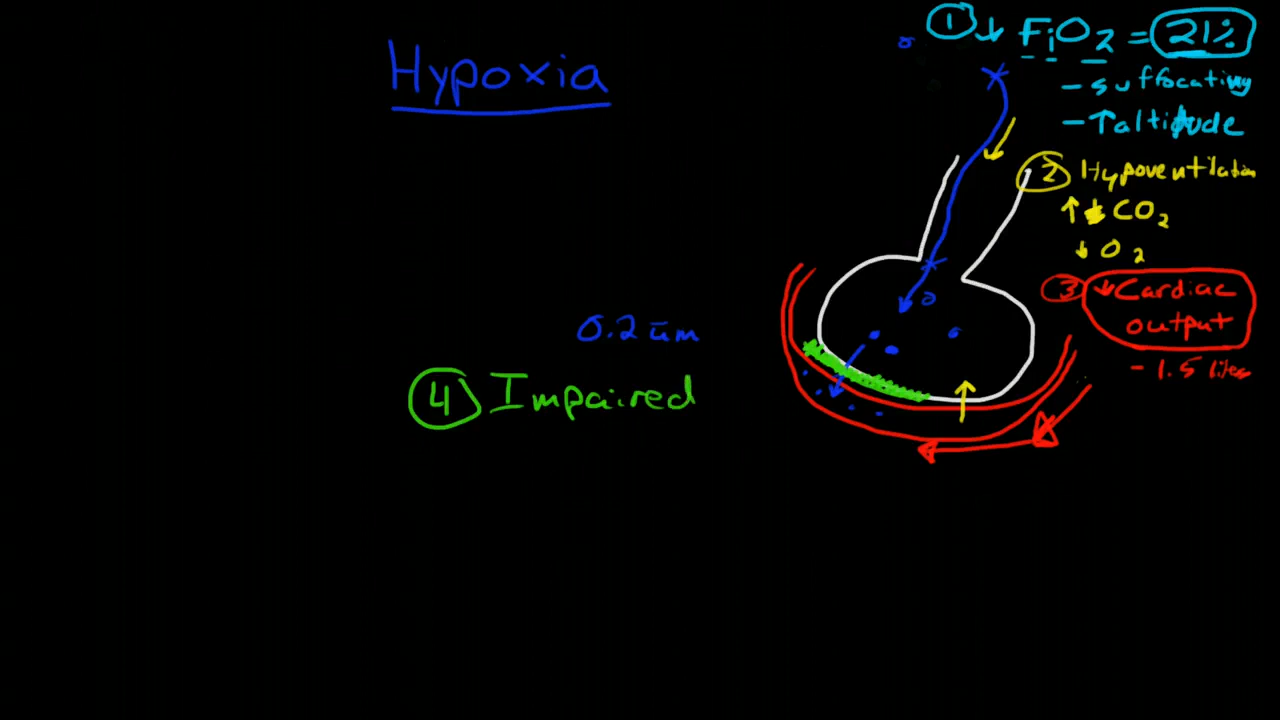 Hypoxia
① ↓ FiO2 = 21%
- suffocating
- ↑ altitude
② Hypoventilation
↑ CO2
↓ O2
③ ↓ Cardiac
output
- 1.5 liters
0.2 um
④ Impaired